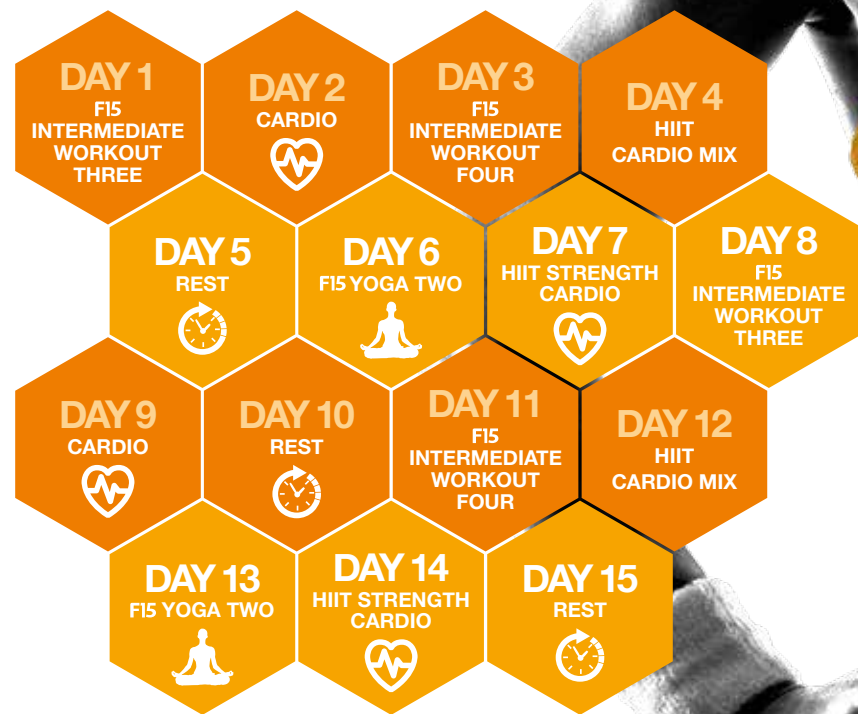 DAY 1
F15
INTERMEDIATE
WORKOUT
THREE
DAY 2
CARDIO
DAY 3
F15
INTERMEDIATE
WORKOUT
FOUR
DAY 4
HIIT
CARDIO MIX
DAY 5
REST
DAY 6
F15 YOGA TWO
DAY 7
HIIT STRENGTH
CARDIO
DAY 8
F15
INTERMEDIATE
WORKOUT
THREE
DAY 9
CARDIO
DAY 10
REST
DAY 11
F15
INTERMEDIATE
WORKOUT
FOUR
DAY 12
HIIT
CARDIO MIX
DAY 13
F15 YOGA TWO
DAY 14
HIIT STRENGTH
CARDIO
DAY 15
REST